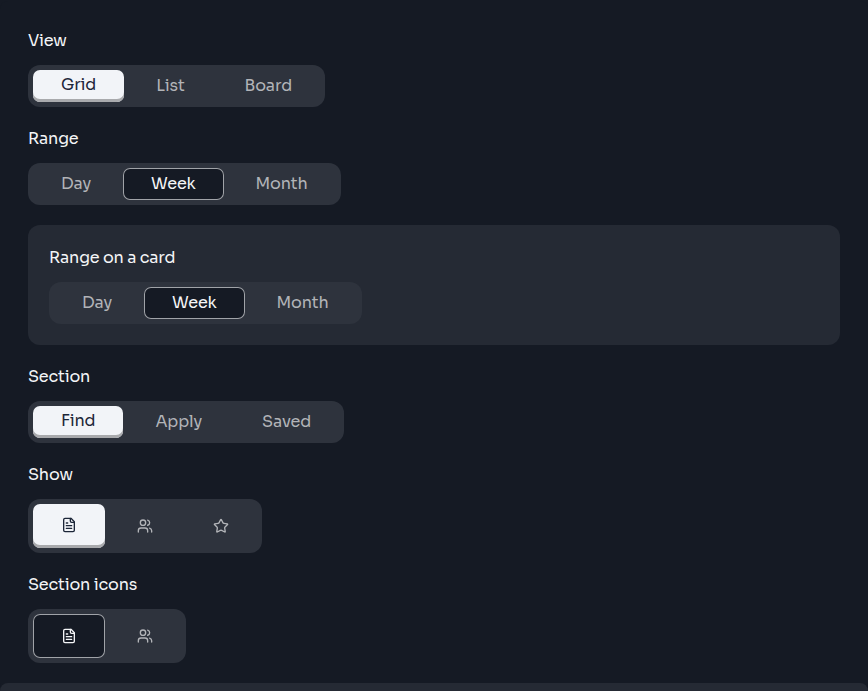 View
Grid List Board
Range
Day Week Month
Range on a card
Day Week Month
Section
Find Apply Saved
Show
Section icons